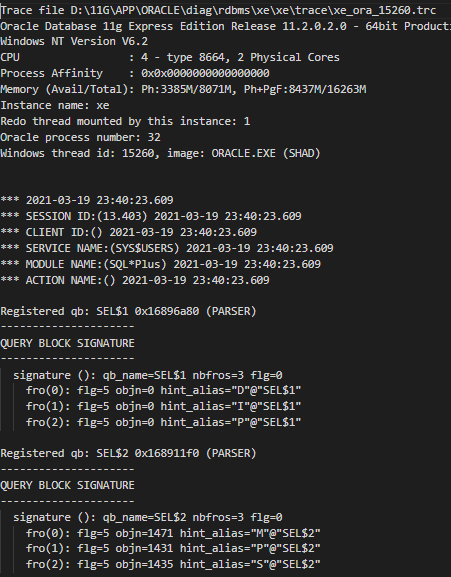 Trace file D:\11G\APP\ORACLE\diag\rdbms\xe\xe\trace\xe_ora_15260.trc
Oracle Database 11g Express Edition Release 11.2.0.2.0 - 64bit Producti
Windows NT Version V6.2
CPU                 : 4 - type 8664, 2 Physical Cores
Process Affinity    : 0x0x0000000000000000
Memory (Avail/Total): Ph:3385M/8071M, Ph+PgF:8437M/16263M
Instance name: xe
Redo thread mounted by this instance: 1
Oracle process number: 32
Windows thread id: 15260, image: ORACLE.EXE (SHAD)
*** 2021-03-19 23:40:23.609
*** SESSION ID:(13.403) 2021-03-19 23:40:23.609
*** CLIENT ID:() 2021-03-19 23:40:23.609
*** SERVICE NAME:(SYS$USERS) 2021-03-19 23:40:23.609
*** MODULE NAME:(SQL*Plus) 2021-03-19 23:40:23.609
*** ACTION NAME:() 2021-03-19 23:40:23.609
Registered qb: SEL$1 0x16896a80 (PARSER)
---------------------
QUERY BLOCK SIGNATURE
---------------------
  signature (): qb_name=SEL$1 nbfros=3 flg=0
    fro(0): flg=5 objn=0 hint_alias="D"@"SEL$1"
    fro(1): flg=5 objn=0 hint_alias="I"@"SEL$1"
    fro(2): flg=5 objn=0 hint_alias="P"@"SEL$1"
Registered qb: SEL$2 0x168911f0 (PARSER)
---------------------
QUERY BLOCK SIGNATURE
---------------------
  signature (): qb_name=SEL$2 nbfros=3 flg=0
    fro(0): flg=5 objn=1471 hint_alias="M"@"SEL$2"
    fro(1): flg=5 objn=1431 hint_alias="P"@"SEL$2"
    fro(2): flg=5 objn=1435 hint_alias="S"@"SEL$2"